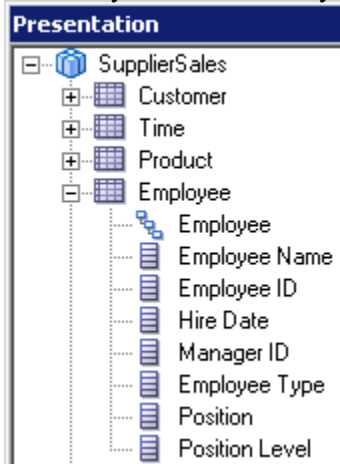 Presentation
SupplierSales
Customer
Time
Product
Employee
Employee
Employee Name
Employee ID
Hire Date
Manager ID
Employee Type
Position
Position Level